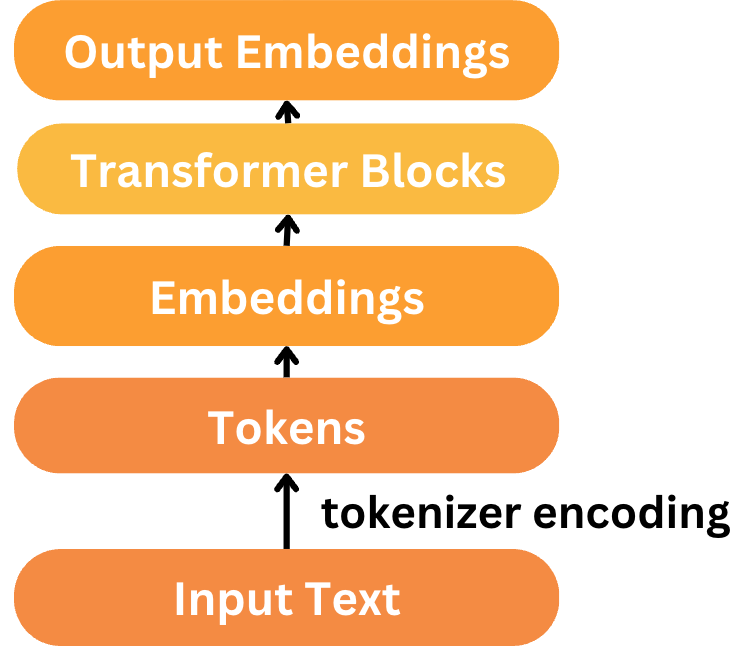 Output Embeddings
Transformer Blocks
Embeddings
Tokens
tokenizer encoding
Input Text